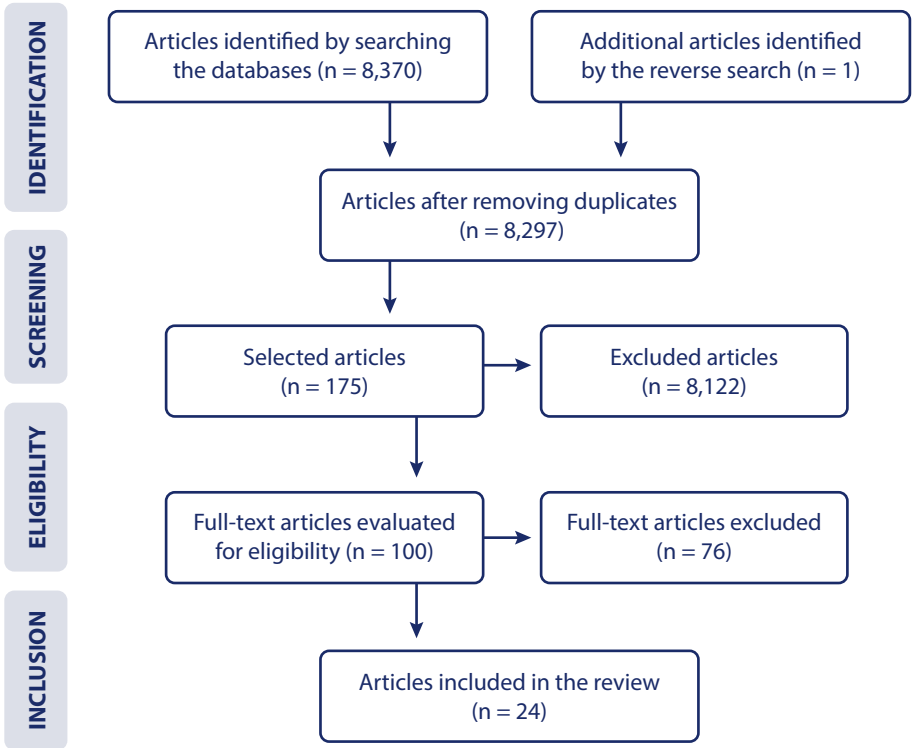 IDENTIFICATION
Articles identified by searching
the databases (n = 8,370)
Additional articles identified
by the reverse search (n = 1)
Articles after removing duplicates
(n = 8,297)
SCREENING
Selected articles
(n = 175)
Excluded articles
(n = 8,122)
ELIGIBILITY
Full-text articles evaluated
for eligibility (n = 100)
Full-text articles excluded
(n = 76)
INCLUSION
Articles included in the review
(n = 24)